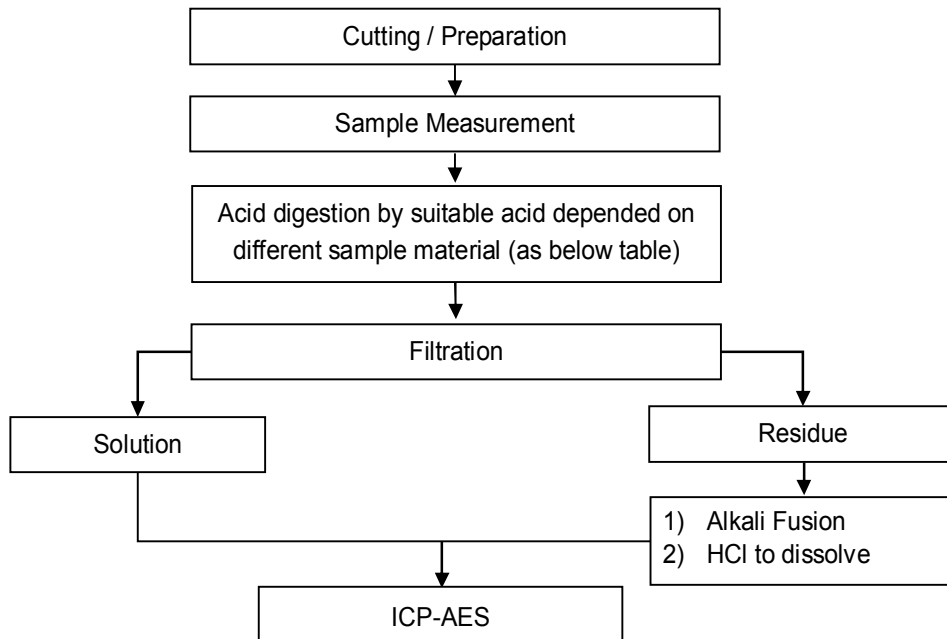 Cutting / Preparation
Sample Measurement
Acid digestion by suitable acid depended on
different sample material (as below table)
Filtration
Solution
Residue
1) Alkali Fusion
2) HCl to dissolve
ICP-AES